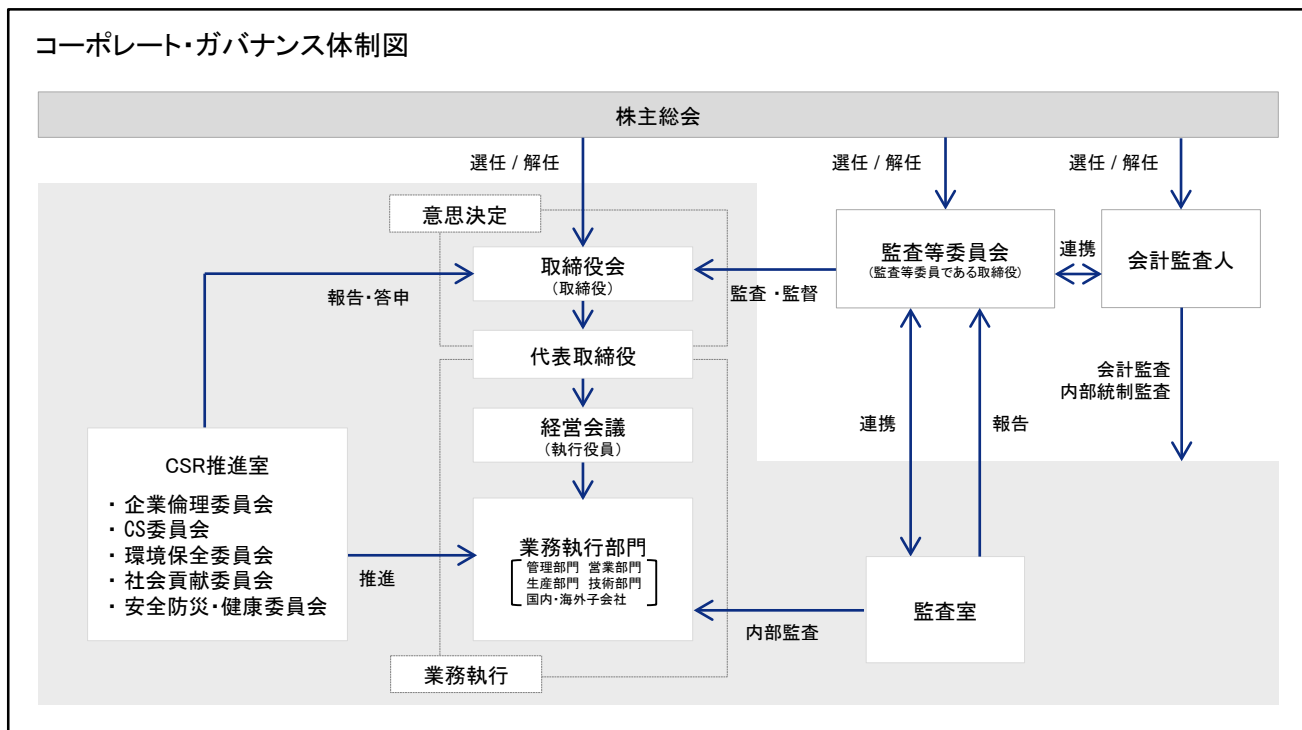 コーポレート・ガバナンス体制図
株主総会
選任 / 解任
選任 / 解任
選任 / 解任
意思決定
取締役会
（取締役）
監査等委員会
（監査等委員である取締役）
連携
会計監査人
報告・答申
監査 ・監督
代表取締役
会計監査
内部統制監査
経営会議
（執行役員）
連携
報告
CSR推進室
・ 企業倫理委員会
・ CS委員会
・ 環境保全委員会
・ 社会貢献委員会
・ 安全防災・健康委員会
推進
業務執行部門
管理部門 営業部門
生産部門 技術部門
国内・海外子会社
内部監査
監査室
業務執行